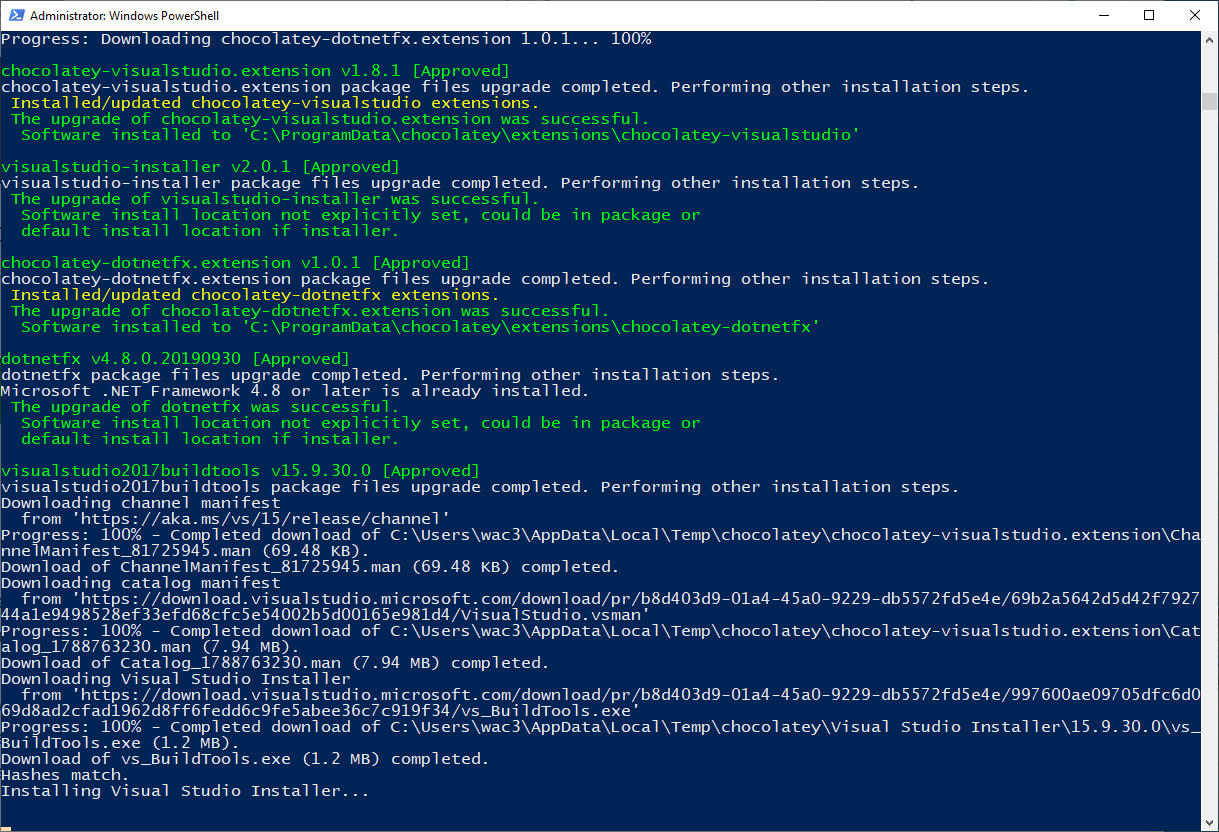 Administrator: Windows PowerShell
Progress: Downloading chocolatey-dotnetfx.extension 1.0.1... 100%
chocolatey-visualstudio.extension v1.8.1 [Approved]
chocolatey-visualstudio.extension package files upgrade completed. Performing other installation steps.
Installed/updated chocolatey-visualstudio extensions.
The upgrade of chocolatey-visualstudio.extension was successful.
Software installed to 'C:\ProgramData\chocolatey\extensions\chocolatey-visualstudio'
visualstudio-installer v2.0.1 [Approved]
visualstudio-installer package files upgrade completed. Performing other installation steps.
The upgrade of visualstudio-installer was successful.
Software install location not explicitly set, could be in package or
default install location if installer.
chocolatey-dotnetfx.extension v1.0.1 [Approved]
chocolatey-dotnetfx.extension package files upgrade completed. Performing other installation steps.
Installed/updated chocolatey-dotnetfx extensions.
The upgrade of chocolatey-dotnetfx.extension was successful.
Software installed to 'C:\ProgramData\chocolatey\extensions\chocolatey-dotnetfx'
dotnetfx v4.8.0.20190930 [Approved]
dotnetfx package files upgrade completed. Performing other installation steps.
Microsoft .NET Framework 4.8 or later is already installed.
The upgrade of dotnetfx was successful.
Software install location not explicitly set, could be in package or
default install location if installer.
visualstudio2017buildtools v15.9.30.0 [Approved]
visualstudio2017buildtools package files upgrade completed. Performing other installation steps.
Downloading channel manifest
from 'https://aka.ms/vs/15/release/channel'
Progress: 100% - Completed download of C:\Users\wac3\AppData\Local\Temp\chocolatey\chocolatey-visualstudio.extension\Cha
nnelManifest_81725945.man (69.48 KB).
Download of ChannelManifest_81725945.man (69.48 KB) completed.
Downloading catalog manifest
from 'https://download.visualstudio.microsoft.com/download/pr/b8d403d9-01a4-45a0-9229-db5572fd5e4e/69b2a5642d5d42f7927
44a1e9498528ef33efd68cfc5e54002b5d00165e981d4/VisualStudio.vsman'
Progress: 100% - Completed download of C:\Users\wac3\AppData\Local\Temp\chocolatey\chocolatey-visualstudio.extension\Cat
alog_1788763230.man (7.94 MB).
Download of Catalog_1788763230.man (7.94 MB) completed.
Downloading Visual Studio Installer
from 'https://download.visualstudio.microsoft.com/download/pr/b8d403d9-01a4-45a0-9229-db5572fd5e4e/997600ae09705dfc6d0
69d8ad2cfad1962d8ff6fedd6c9fe5abee36c7c919f34/vs_BuildTools.exe'
Progress: 100% - Completed download of C:\Users\wac3\AppData\Local\Temp\chocolatey\Visual Studio Installer\15.9.30.0\vs_
BuildTools.exe (1.2 MB).
Download of vs_BuildTools.exe (1.2 MB) completed.
Hashes match.
Installing Visual Studio Installer...